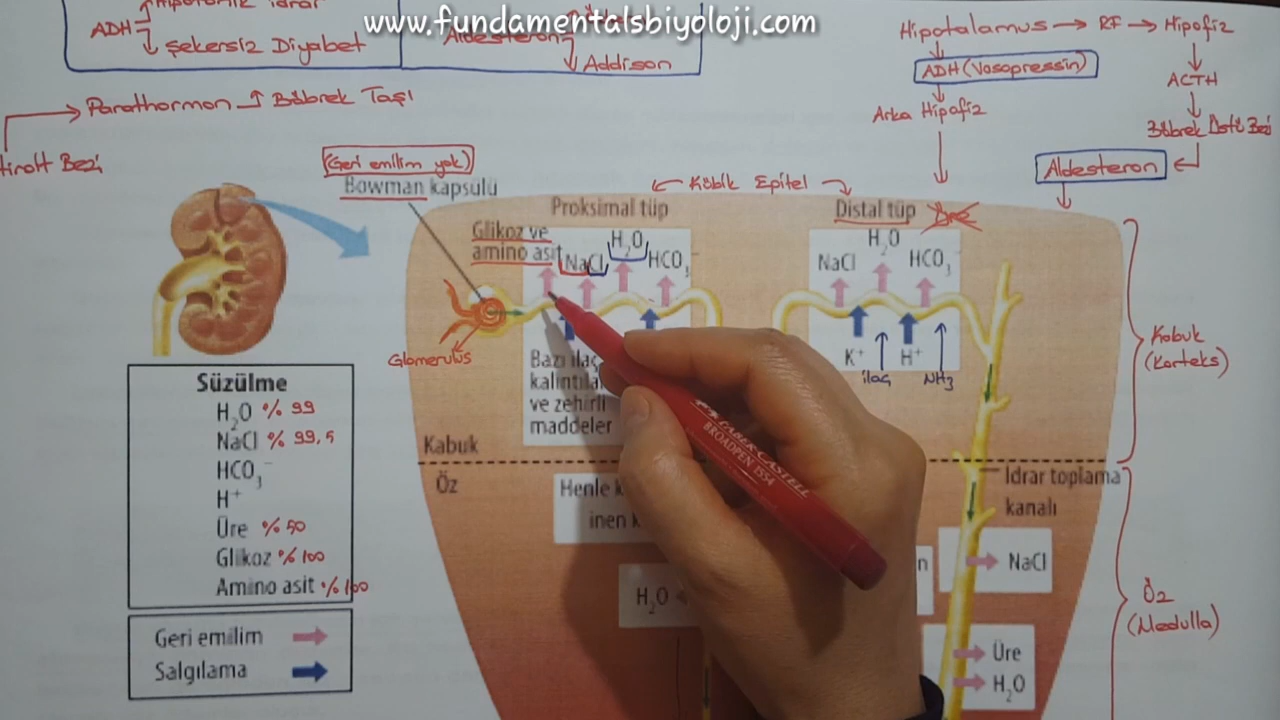 www.fundamentalsbiyoloji.com
ADH
Hipotonik idrar
Şekersiz Diyabet
Aldesteron
Addison
Hipotalamus → RF → Hipofiz
ADH (Vasopressin)
ACTH
Arka Hipofiz
Böbrek Üstü Bezi
Aldesteron
Parathormon → ↑ Böbrek Taşı
Bezi
(Geri emilim yok)
Bowman kapsülü
Kübik Epitel
Proksimal tüp
Distal tüp
Glikoz ve
amino asit
NaCl
H₂O
HCO₃⁻
NaCl
H₂O
HCO₃⁻
Glomerulus
Bazı ilaç
ve zehirli
maddeler
K⁺
ilaç
H⁺
NH₃
Kabuk
(Korteks)
Süzülme
H₂O % 99
NaCl % 99,5
HCO₃⁻
H⁺
Üre % 50
Glikoz % 100
Amino asit % 100
Kabuk
Öz
Henle
inen
H₂O
İdrar toplama
kanalı
NaCl
Üre
H₂O
Öz
(Medulla)
Geri emilim →
Salgılama →
FABER-CASTELL
BROADPEN 1554